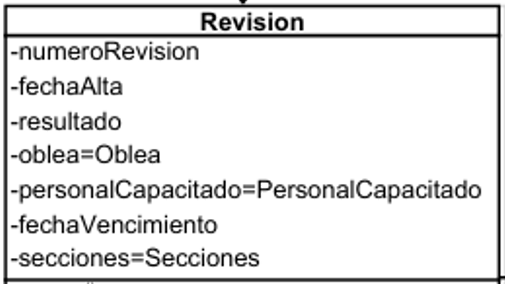 Revision
-numeroRevision
-fechaAlta
-resultado
-oblea=Oblea
-personalCapacitado=PersonalCapacitado
-fechaVencimiento
-secciones=Secciones